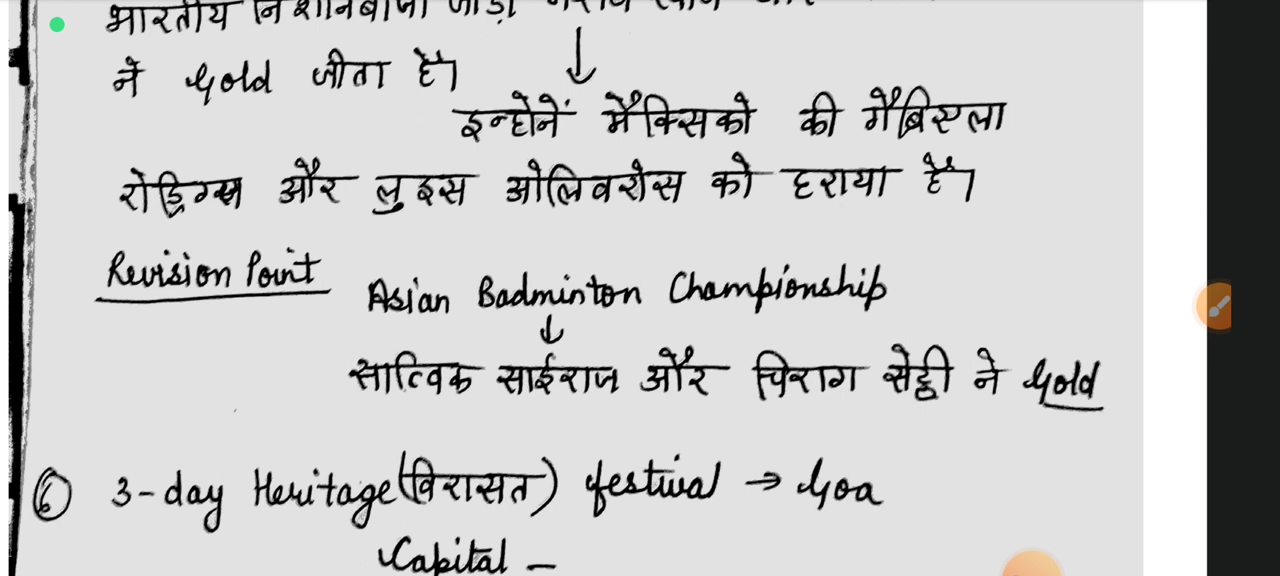 भारतीय निशानेबाजी जोड़ी
ने Gold जीता है।
↓
इन्होनें मैक्सिको की गैब्रिएला
रोड्रिग्स और लुइस ओलिवरोस को हराया है।
Revision Point
Asian Badminton Championship
↓
सात्विक साईराज और चिराग सेट्टी ने Gold
⑥ 3-day Heritage (विरासत) festival → Goa
Capital –